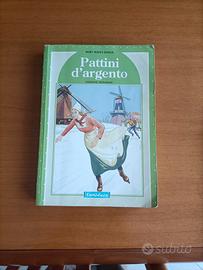 MARY MAPES DODGE
Pattini
d'argento
subito